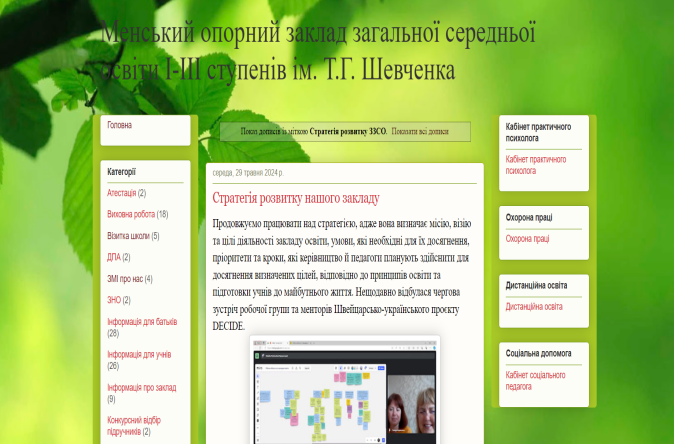 Менський опорний заклад загальної середньої
освіти І-ІІІ ступенів ім. Т.Г. Шевченка
Головна
Категорії
Атестація (2)
Виховна робота (18)
Візитка школи (5)
ДПА (2)
ЗМІ про нас (4)
ЗНО (2)
Інформація для батьків
(28)
Інформація для учнів
(26)
Інформація про заклад
(9)
Конкурсний відбір
підручників (2)
Показ дописів із міткою Стратегія розвитку ЗЗСО. Показати всі дописи
середа, 29 травня 2024 р.
Стратегія розвитку нашого закладу
Продовжуємо працювати над стратегією, адже вона визначає місію, візію
та цілі діяльності закладу освіти, умови, які необхідні для їх досягнення,
пріоритети та кроки, які керівництво й педагоги планують здійснити для
досягнення визначених цілей, відповідно до принципів освіти та
підготовки учнів до майбутнього життя. Нещодавно відбулася чергова
зустріч робочої групи та менторів Швейцарсько-українського проєкту
DECIDE.
Кабінет практичного
психолога
Кабінет практичного
психолога
Охорона праці
Охорона праці
Дистанційна освіта
Дистанційна освіта
Соціальна допомога
Кабінет соціального
педагога